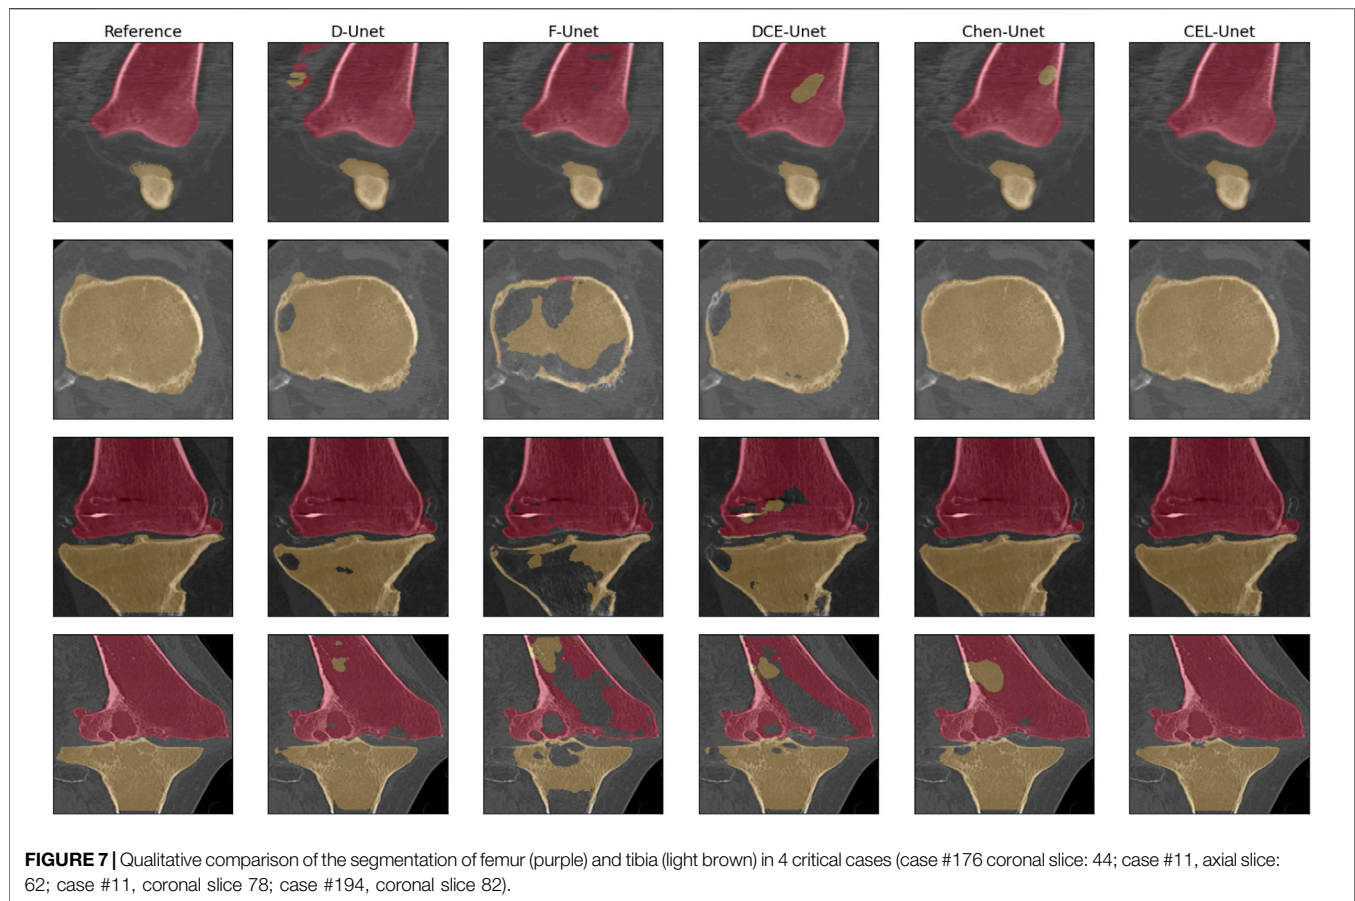 Reference D-Unet F-Unet DCE-Unet Chen-Unet CEL-Unet
FIGURE 7 | Qualitative comparison of the segmentation of femur (purple) and tibia (light brown) in 4 critical cases (case #176 coronal slice: 44; case #11, axial slice:
62; case #11, coronal slice 78; case #194, coronal slice 82).